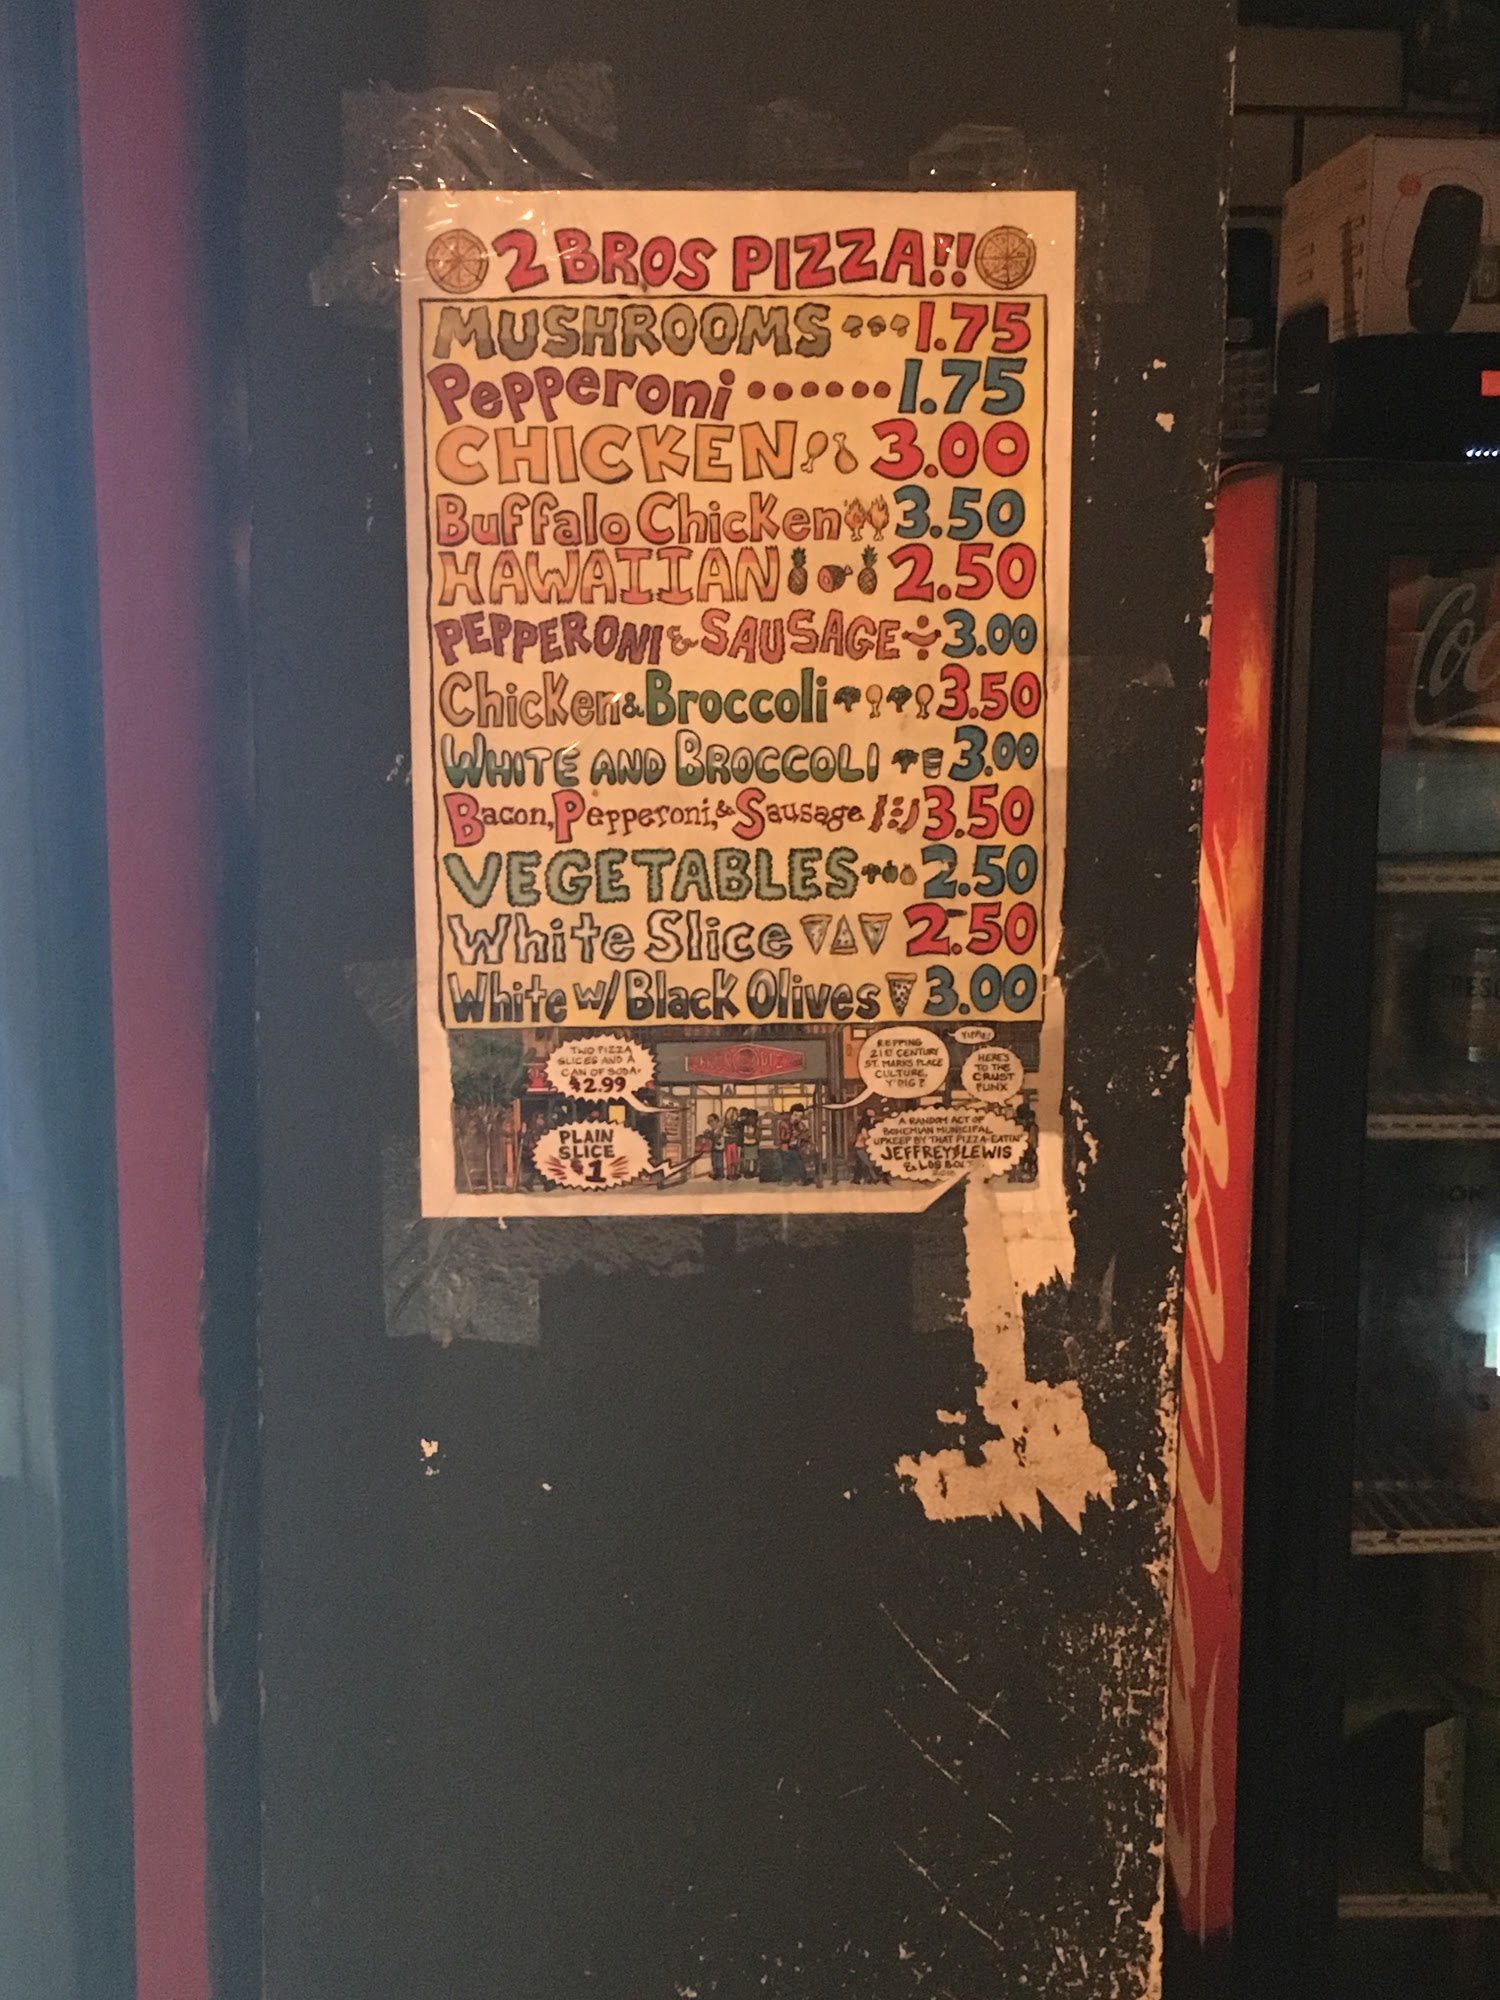 2 BROS PIZZA!!
MUSHROOMS 1.75
Pepperoni ······ 1.75
CHICKEN 3.00
Buffalo Chicken 3.50
HAWAIIAN 2.50
PEPPERONI & SAUSAGE 3.00
Chicken & Broccoli 3.50
WHITE AND BROCCOLI 3.00
Bacon, Pepperoni, & Sausage 3.50
VEGETABLES 2.50
White Slice 2.50
White w/ Black Olives 3.00
TWO PIZZA
SLICES AND A
CAN OF SODA:
$2.99
PLAIN
SLICE
$1
REPPING
21ST CENTURY
ST. MARKS PLACE
CULTURE,
Y'DIG?
HERE'S
TO THE
CRUST
PUNX
A RANDOM ACT OF
BOHEMIAN MUNICIPAL
UPKEEP BY THAT PIZZA-EATIN'
JEFFREY LEWIS
& LOS
Coca-Cola